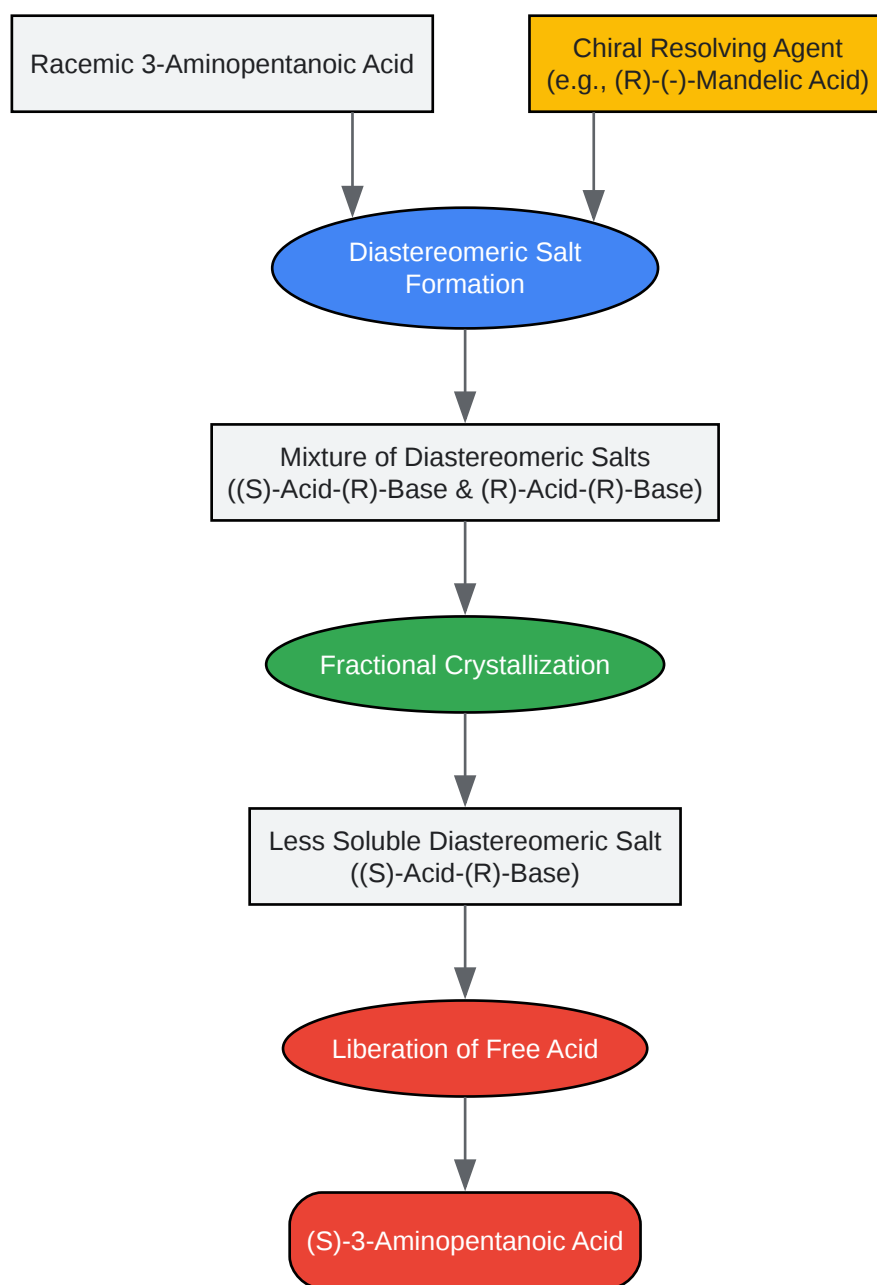 Racemic 3-Aminopentanoic Acid
Chiral Resolving Agent
(e.g., (R)-(-)-Mandelic Acid)
Diastereomeric Salt
Formation
Mixture of Diastereomeric Salts
((S)-Acid-(R)-Base & (R)-Acid-(R)-Base)
Fractional Crystallization
Less Soluble Diastereomeric Salt
((S)-Acid-(R)-Base)
Liberation of Free Acid
(S)-3-Aminopentanoic Acid